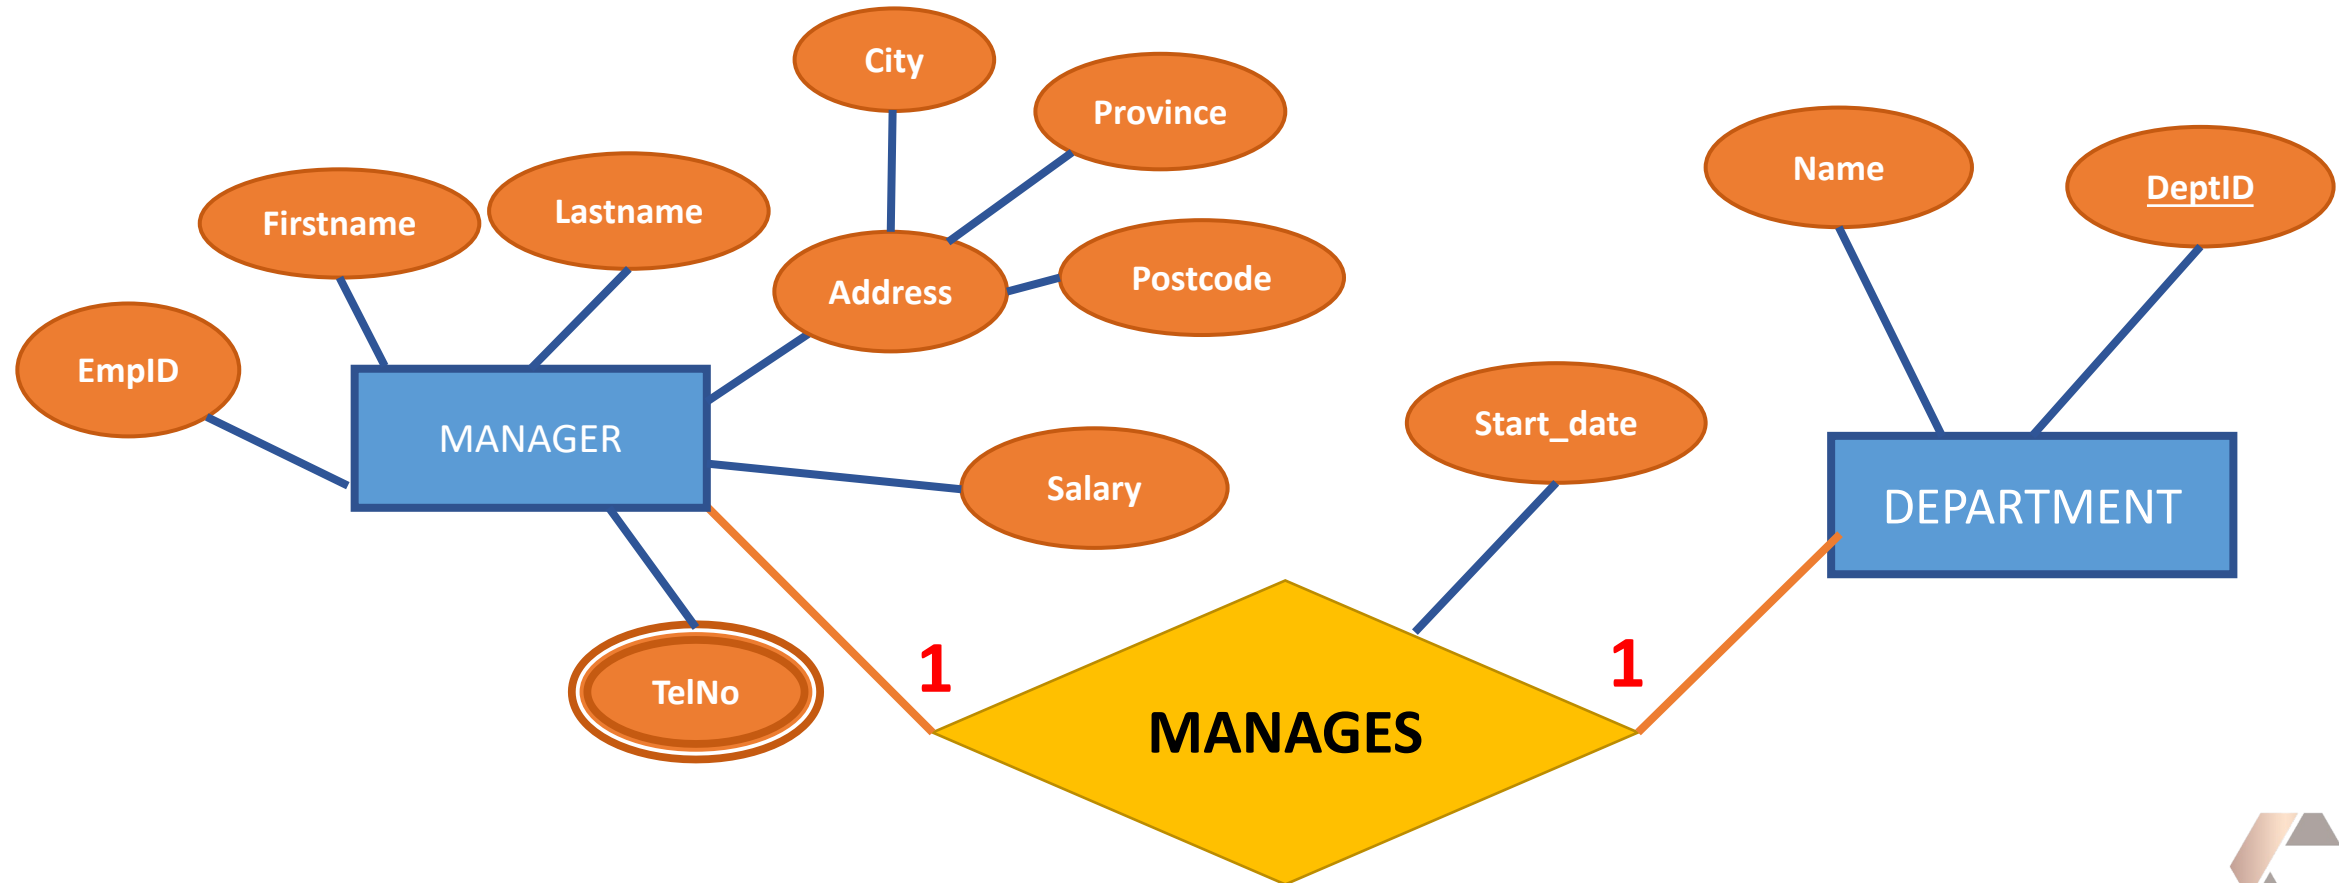 City
Province
Name
DeptID
Firstname
Lastname
Address
Postcode
EmpID
MANAGER
Salary
Start_date
DEPARTMENT
TelNo
1
1
MANAGES